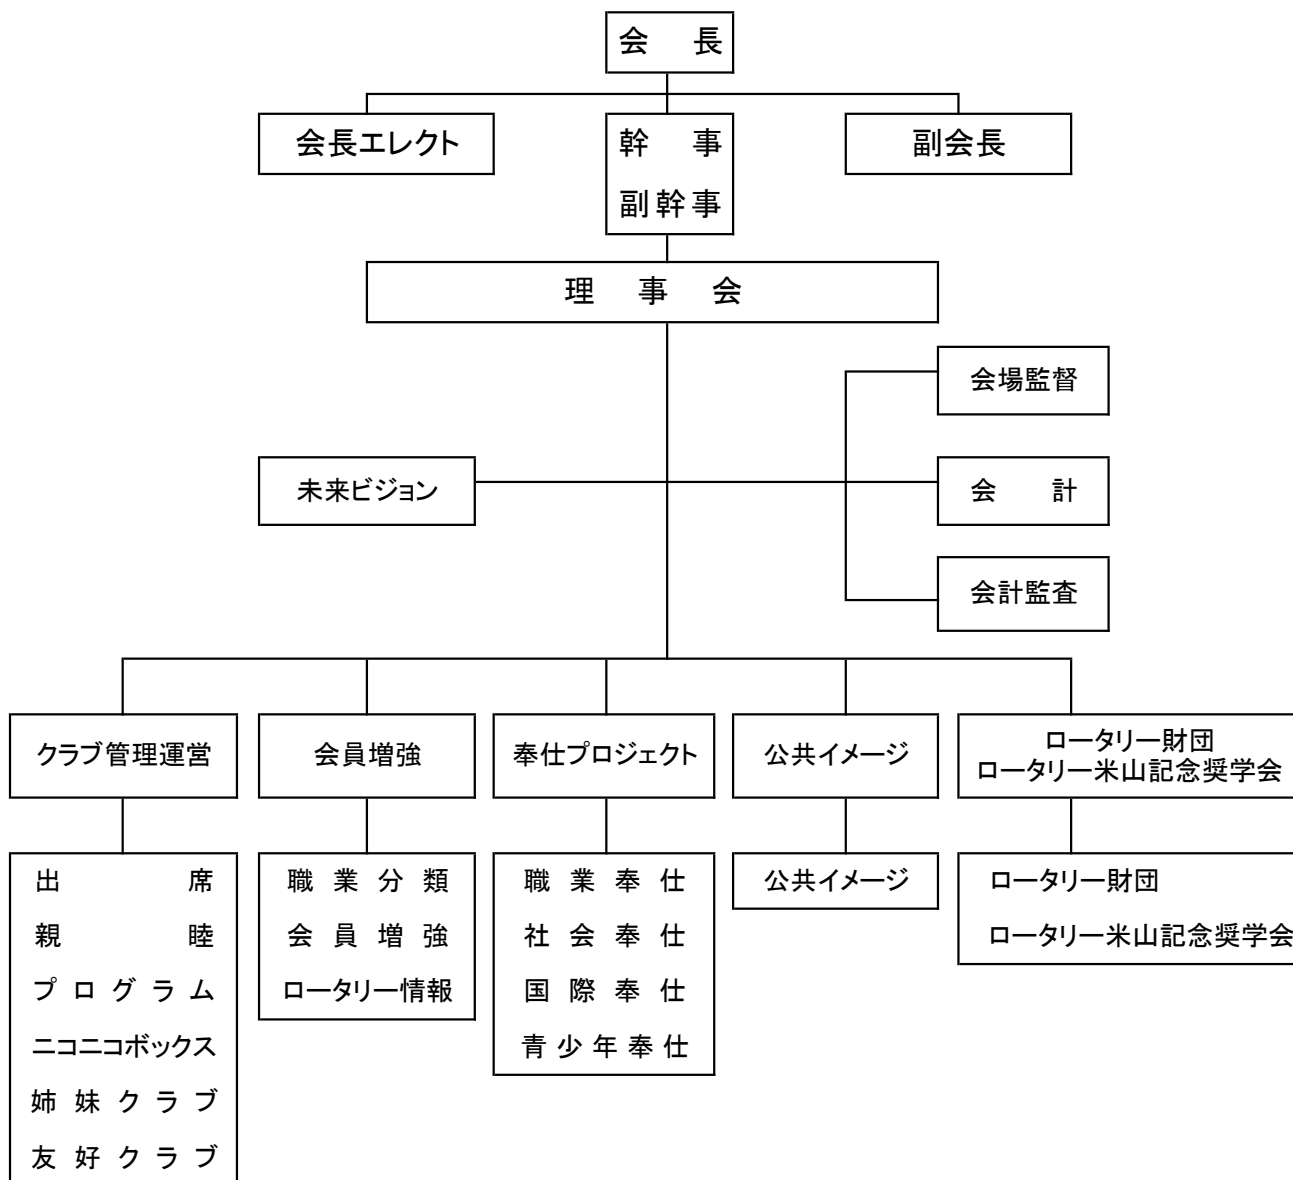 会長
会長エレクト
幹事
副幹事
副会長
理事会
会場監督
未来ビジョン
会計
会計監査
クラブ管理運営
出席
親睦
プログラム
ニコニコボックス
姉妹クラブ
友好クラブ
会員増強
職業分類
会員増強
ロータリー情報
奉仕プロジェクト
職業奉仕
社会奉仕
国際奉仕
青少年奉仕
公共イメージ
公共イメージ
ロータリー財団
ロータリー米山記念奨学会
ロータリー財団
ロータリー米山記念奨学会